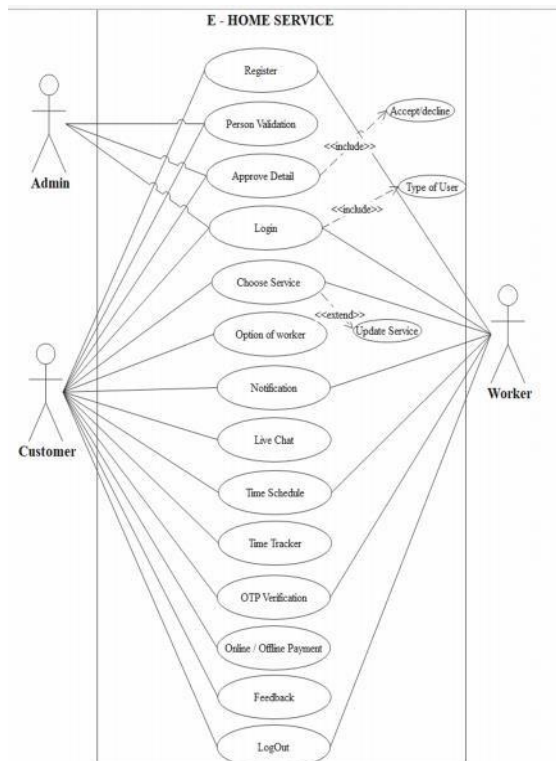 E - HOME SERVICE
Register
Accept/decline
Person Validation
<<include>>
Admin
Approve Detail
Type of User
<<include>>
Login
Choose Service
<<extend>>
Update Service
Option of worker
Worker
Notification
Customer
Live Chat
Time Schedule
Time Tracker
OTP Verification
Online / Offline Payment
Feedback
LogOut